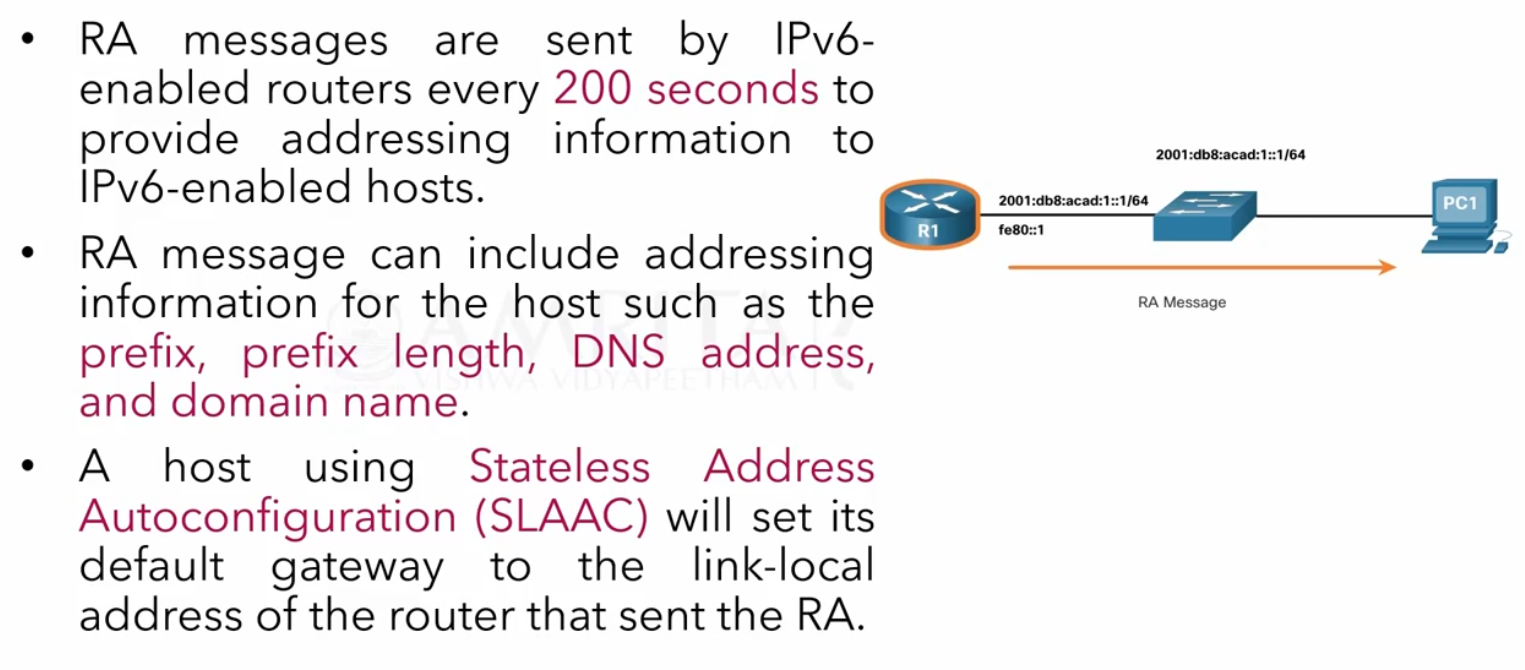 • RA messages are sent by IPv6-
enabled routers every 200 seconds to
provide addressing information to
IPv6-enabled hosts.
• RA message can include addressing
information for the host such as the
prefix, prefix length, DNS address,
and domain name.
• A host using Stateless Address
Autoconfiguration (SLAAC) will set its
default gateway to the link-local
address of the router that sent the RA.
2001:db8:acad:1::1/64
2001:db8:acad:1::1/64
R1
fe80::1
PC1
RA Message
AMRITA
VISHWA VIDYAPEETHAM